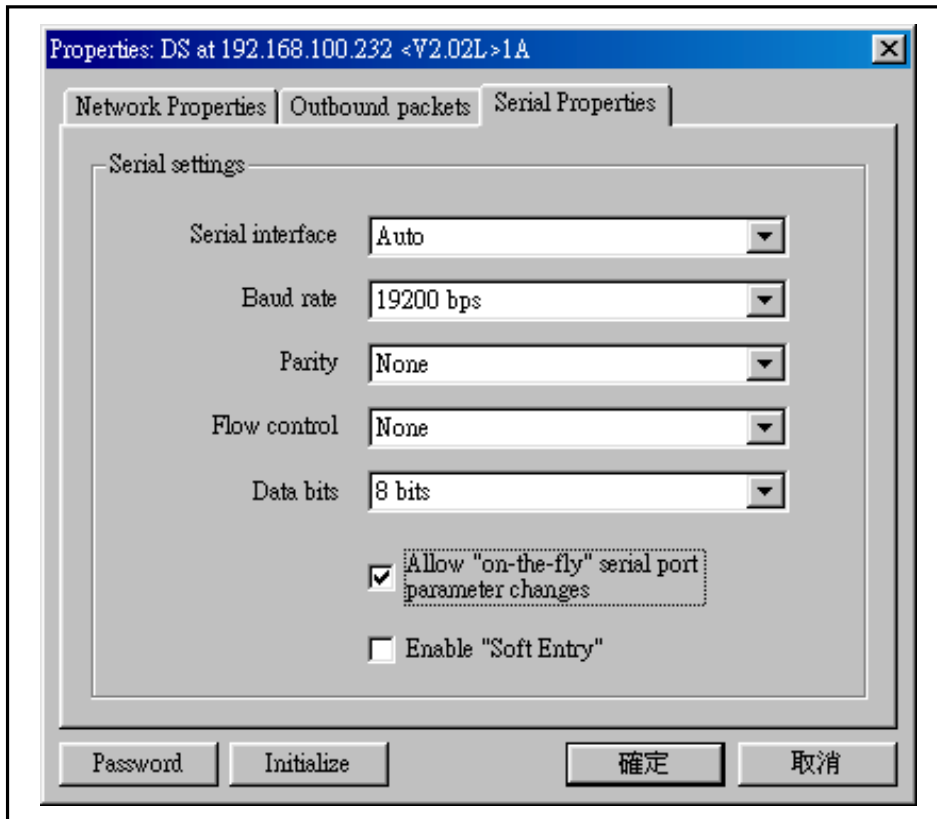 Properties: DS at 192.168.100.232 <V2.02L>1A
Network Properties
Outbound packets
Serial Properties
Serial settings
Serial interface
Auto
Baud rate
19200 bps
Parity
None
Flow control
None
Data bits
8 bits
Allow "on-the-fly" serial port
parameter changes
Enable "Soft Entry"
Password
Initialize
確定
取消